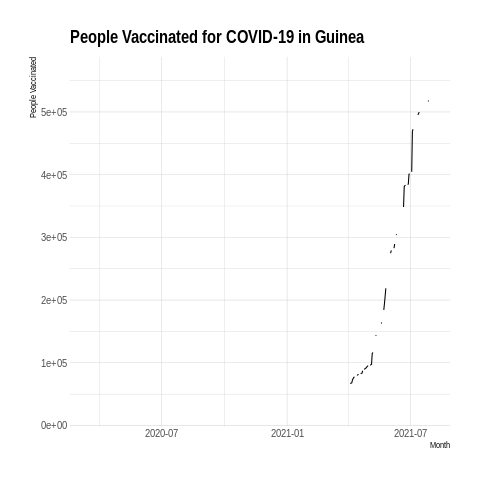 People Vaccinated for COVID-19 in Guinea
People Vaccinated
5e+05
4e+05
3e+05
2e+05
1e+05
0e+00
2020-07
2021-01
2021-07
Month